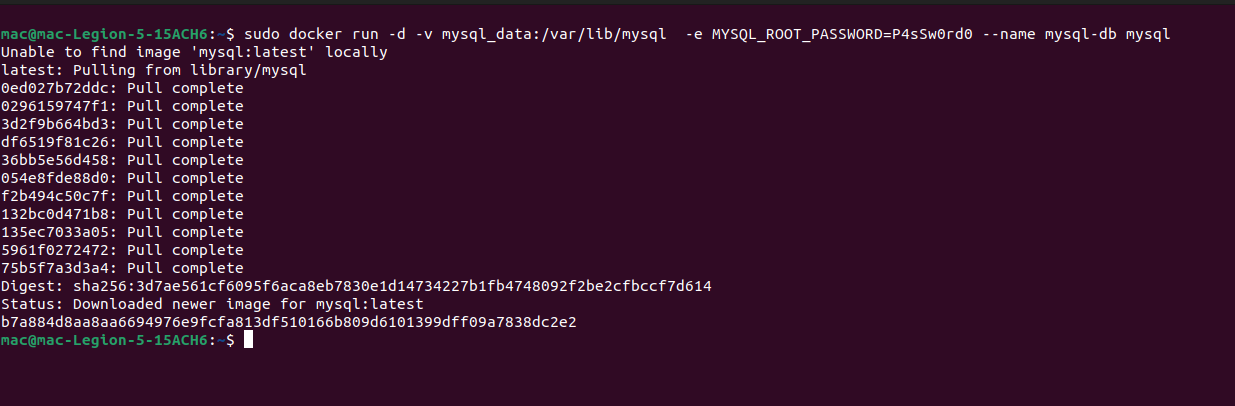 mac@mac-Legion-5-15ACH6:~$ sudo docker run -d -v mysql_data:/var/lib/mysql  -e MYSQL_ROOT_PASSWORD=P4sSw0rd0 --name mysql-db mysql
Unable to find image 'mysql:latest' locally
latest: Pulling from library/mysql
0ed027b72ddc: Pull complete
0296159747f1: Pull complete
3d2f9b664bd3: Pull complete
df6519f81c26: Pull complete
36bb5e56d458: Pull complete
054e8fde88d0: Pull complete
f2b494c50c7f: Pull complete
132bc0d471b8: Pull complete
135ec7033a05: Pull complete
5961f0272472: Pull complete
75b5f7a3d3a4: Pull complete
Digest: sha256:3d7ae561cf6095f6aca8eb7830e1d14734227b1fb4748092f2be2cfbccf7d614
Status: Downloaded newer image for mysql:latest
b7a884d8aa8aa6694976e9fcfa813df510166b809d6101399dff09a7838dc2e2
mac@mac-Legion-5-15ACH6:~$